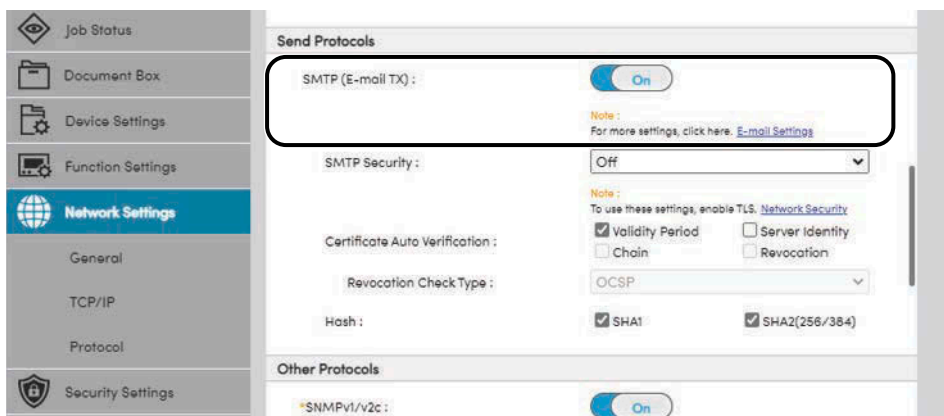 Job Status
Document Box
Device Settings
Function Settings
Network Settings
General
TCP/IP
Protocol
Security Settings
Send Protocols
SMTP (E-mail TX) :
On
Note :
For more settings, click here. E-mail Settings
SMTP Security :
Off
Note :
To use these settings, enable TLS. Network Security
Certificate Auto Verification :
Validity Period Server Identity
Chain Revocation
Revocation Check Type :
OCSP
Hash :
SHA1 SHA2(256/384)
Other Protocols
*SNMPv1/v2c :
On